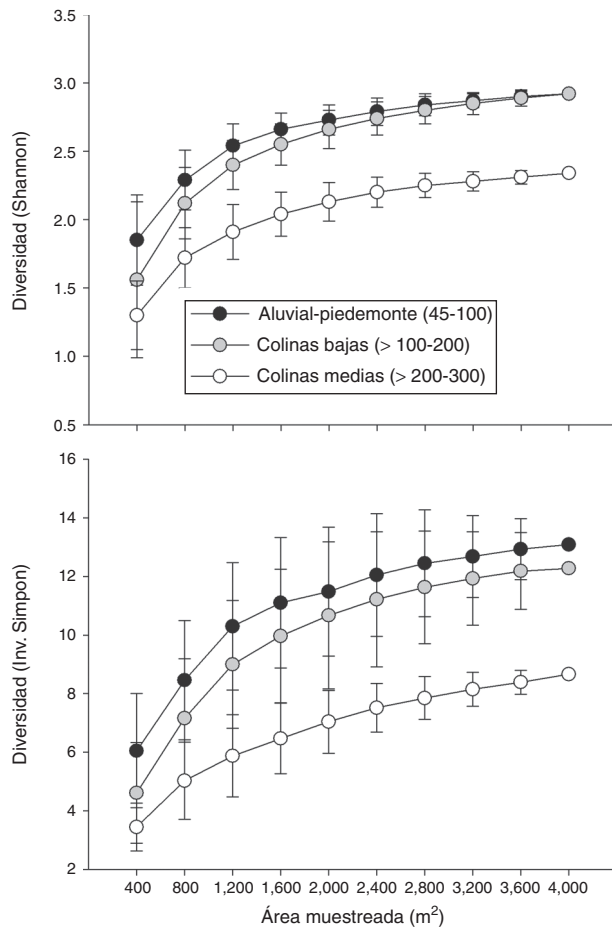 3.5
3.0
2.5
2.0
1.5
1.0
0.5
Diversidad (Shannon)
Aluvial-piedemonte (45-100)
Colinas bajas (> 100-200)
Colinas medias (> 200-300)
16
14
12
10
8
6
4
2
Diversidad (Inv. Simpon)
400 800 1,200 1,600 2,000 2,400 2,800 3,200 3,600 4,000
Área muestreada (m²)